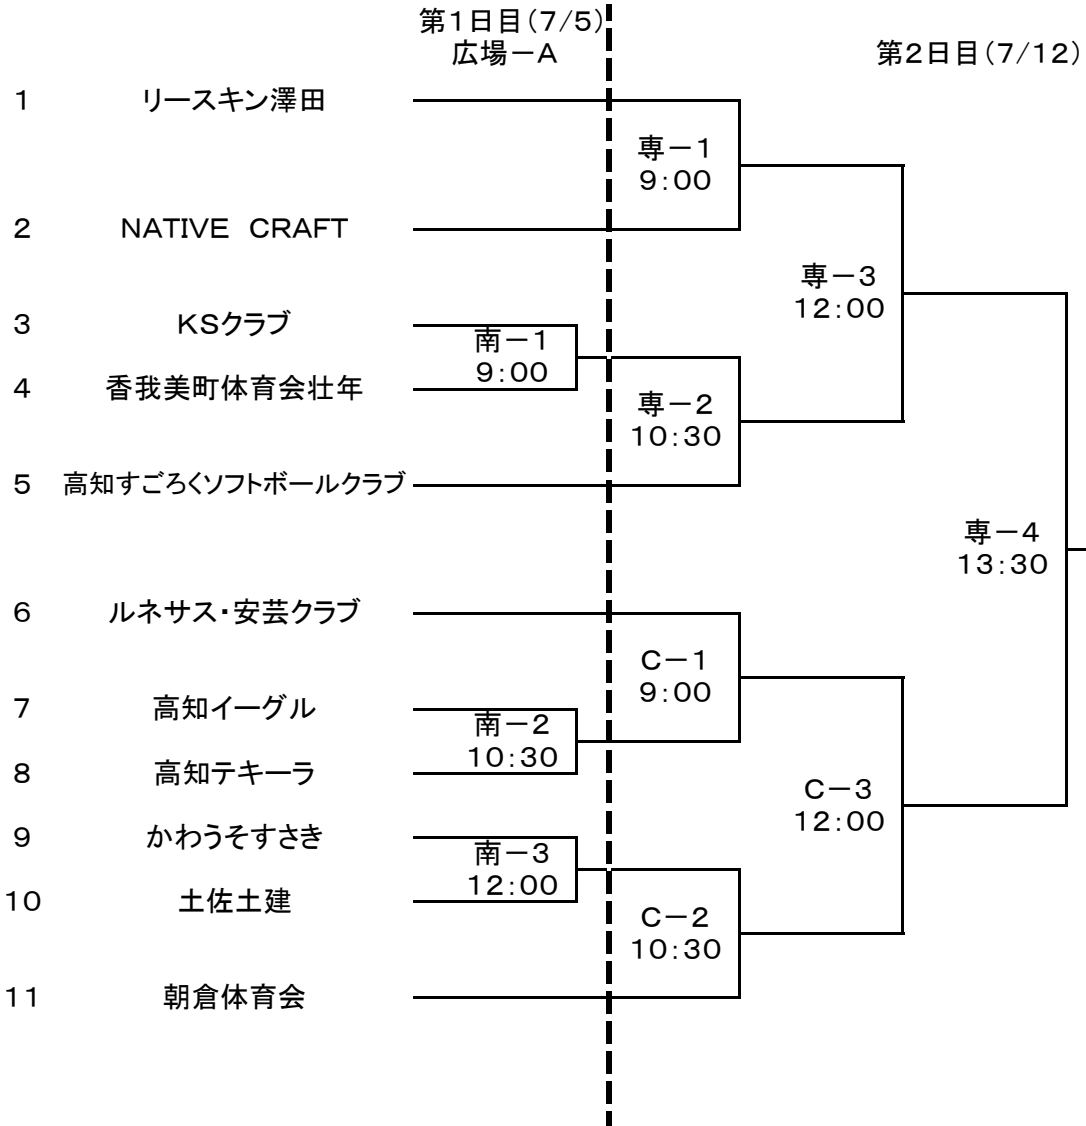 第1日目(7/5)
広場－A
第2日目(7/12)
1 リースキン澤田
専－1
9:00
2 NATIVE CRAFT
専－3
12:00
3 KSクラブ
南－1
9:00
4 香我美町体育会壮年
専－2
10:30
5 高知すごろくソフトボールクラブ
専－4
13:30
6 ルネサス・安芸クラブ
C－1
9:00
7 高知イーグル
南－2
10:30
8 高知テキーラ
C－3
12:00
9 かわうそすさき
南－3
12:00
10 土佐土建
C－2
10:30
11 朝倉体育会